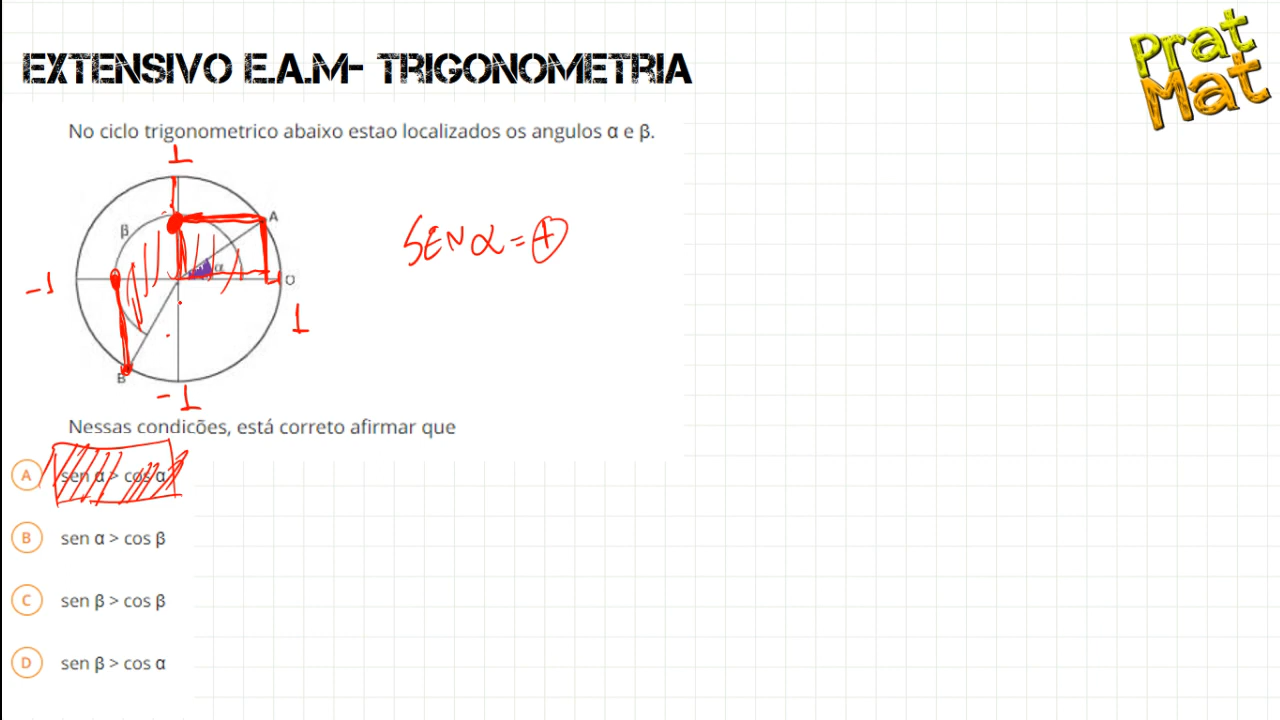 EXTENSIVO E.A.M- TRIGONOMETRIA
Prat
Mat
No ciclo trigonometrico abaixo estao localizados os angulos α e β.
1
β
A
α
O
-1
1
B
-1
SEN α = +
Nessas condicões, está correto afirmar que
A sen α > cos α
B sen α > cos β
C sen β > cos β
D sen β > cos α